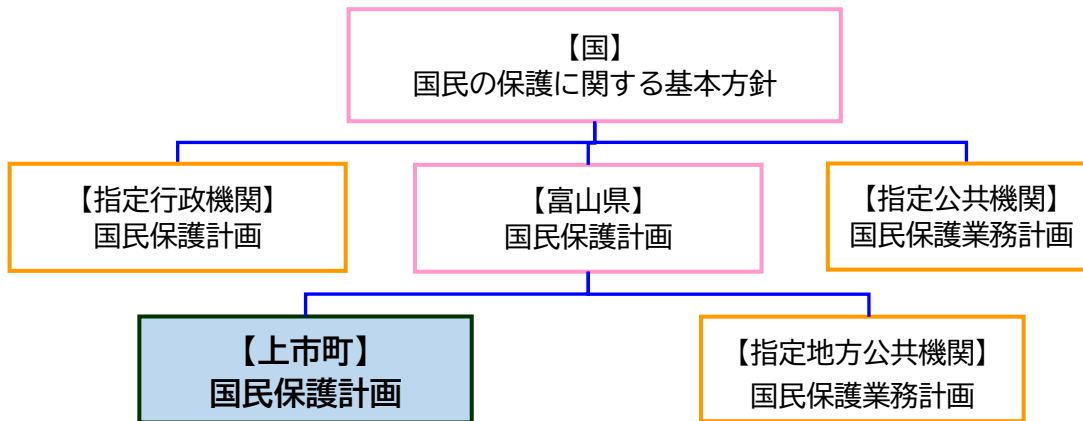 【国】
国民の保護に関する基本方針
【指定行政機関】
国民保護計画
【富山県】
国民保護計画
【指定公共機関】
国民保護業務計画
【上市町】
国民保護計画
【指定地方公共機関】
国民保護業務計画